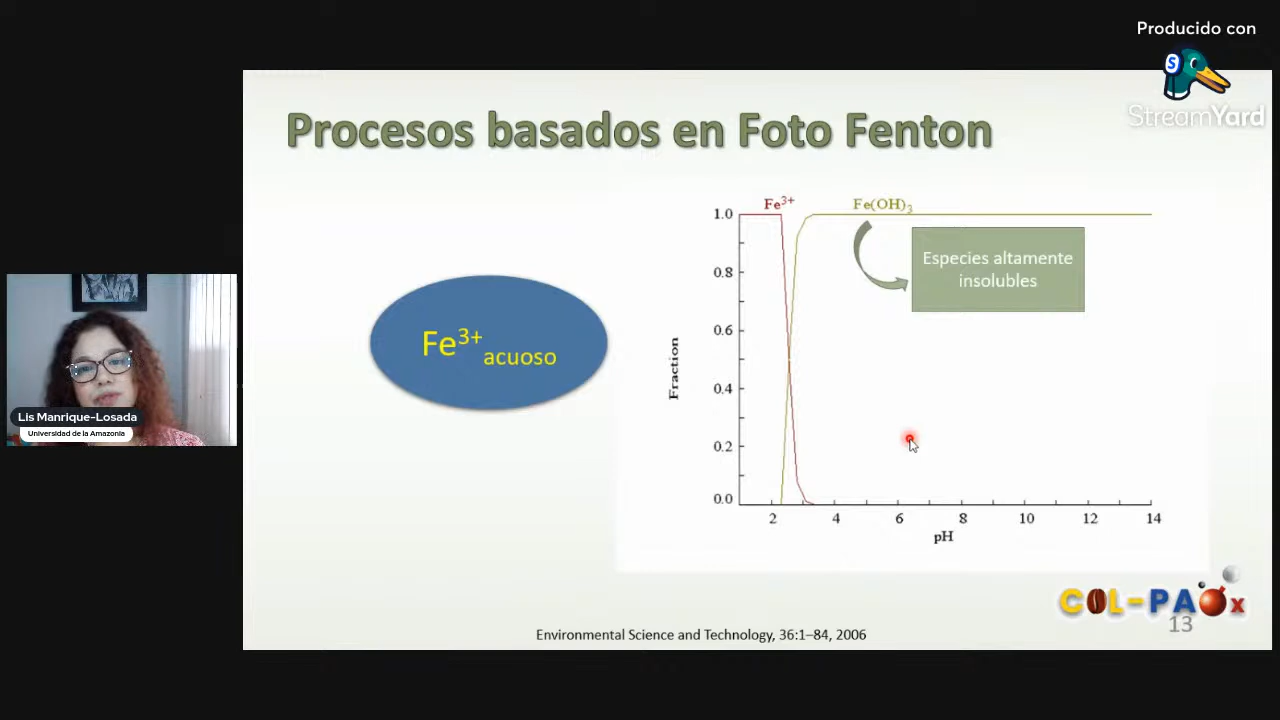 Producido con
StreamYard
Procesos basados en Foto Fenton
Fe³⁺ acuoso
Fe³⁺
Fe(OH)₃
Especies altamente
insolubles
1.0
0.8
0.6
0.4
0.2
0.0
Fraction
2 4 6 8 10 12 14
pH
Lis Manrique-Losada
Universidad de la Amazonia
COL-PAOx
13
Environmental Science and Technology, 36:1–84, 2006